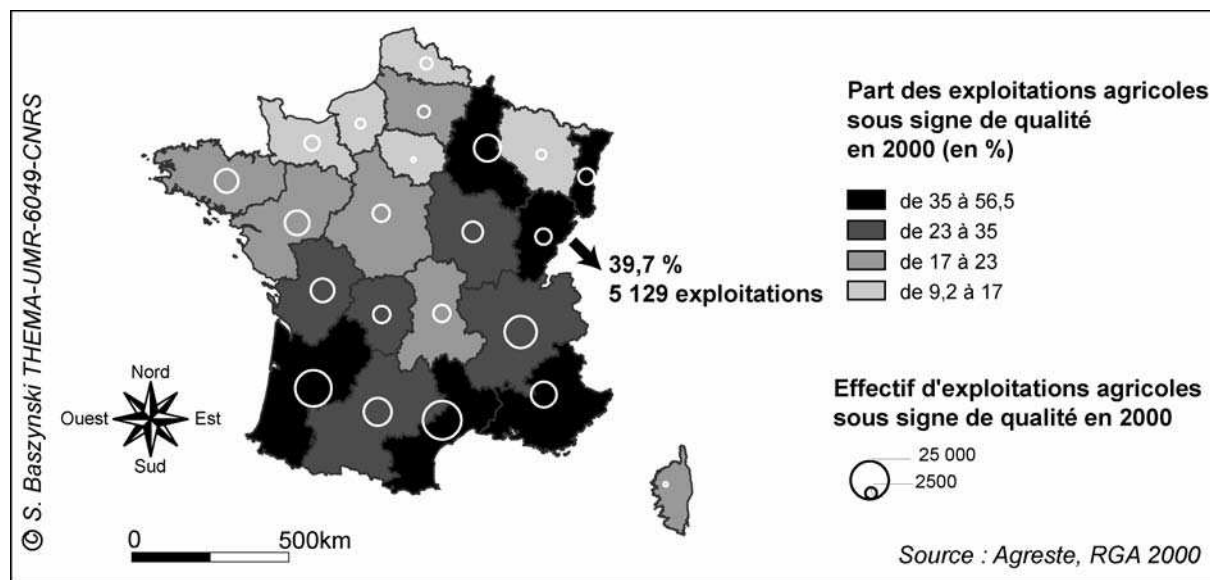 © S. Baszynski THEMA-UMR-6049-CNRS
Part des exploitations agricoles
sous signe de qualité
en 2000 (en %)
de 35 à 56,5
de 23 à 35
de 17 à 23
de 9,2 à 17
39,7 %
5 129 exploitations
Nord
Ouest
Est
Sud
Effectif d'exploitations agricoles
sous signe de qualité en 2000
25 000
2500
0
500km
Source : Agreste, RGA 2000